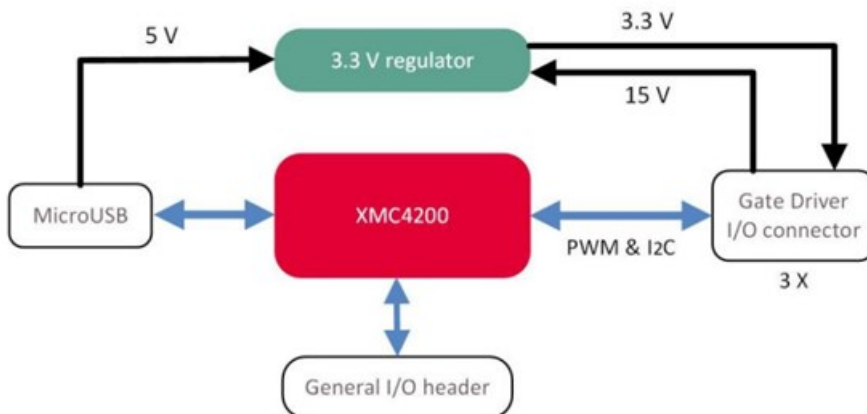 5 V
3.3 V regulator
3.3 V
15 V
MicroUSB
XMC4200
Gate Driver
I/O connector
PWM & I2C
3 X
General I/O header